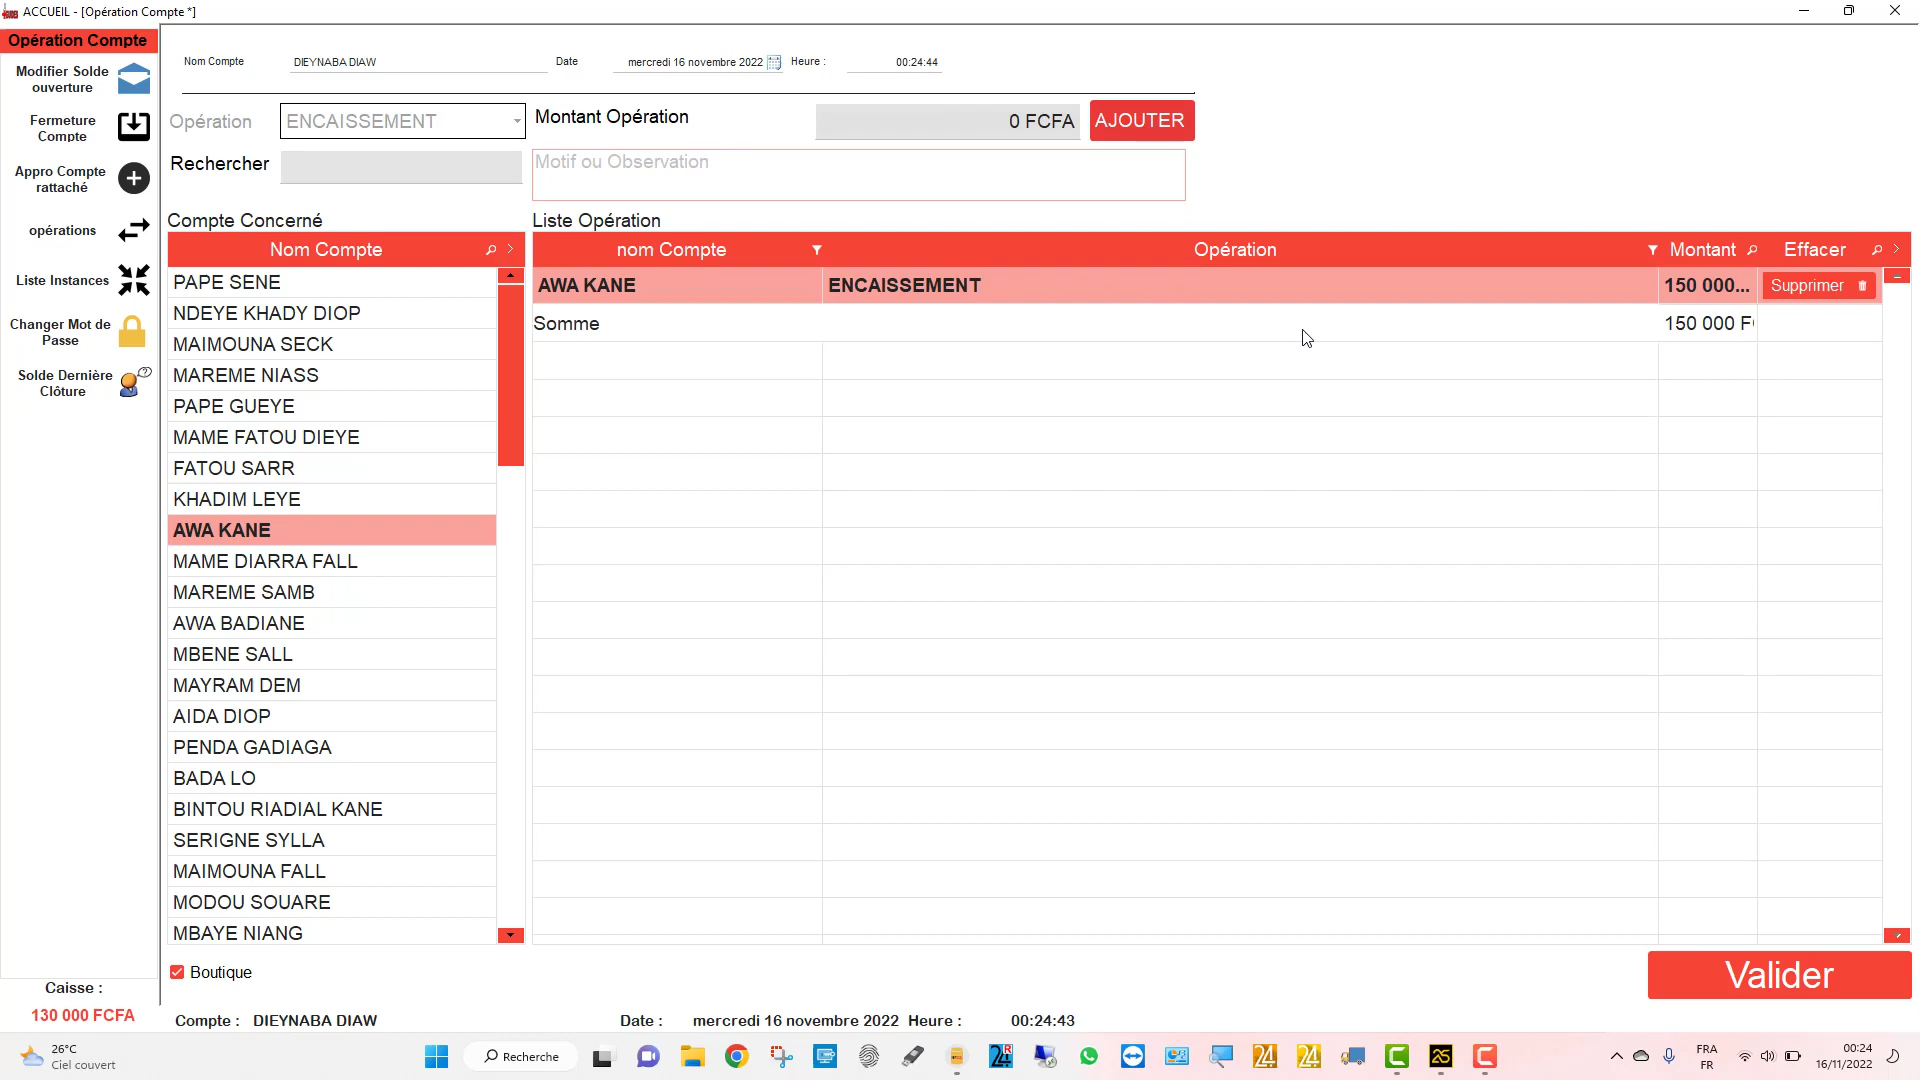 ACCUEIL - [Opération Compte *]
Opération Compte
Modifier Solde
ouverture
Fermeture
Compte
Appro Compte
rattaché
opérations
Liste Instances
Changer Mot de
Passe
Solde Dernière
Clôture
Caisse :
130 000 FCFA
Nom Compte DIEYNABA DIAW Date mercredi 16 novembre 2022 Heure : 00:24:44
Opération ENCAISSEMENT Montant Opération 0 FCFA AJOUTER
Rechercher Motif ou Observation
Compte Concerné
Nom Compte
PAPE SENE
NDEYE KHADY DIOP
MAIMOUNA SECK
MAREME NIASS
PAPE GUEYE
MAME FATOU DIEYE
FATOU SARR
KHADIM LEYE
AWA KANE
MAME DIARRA FALL
MAREME SAMB
AWA BADIANE
MBENE SALL
MAYRAM DEM
AIDA DIOP
PENDA GADIAGA
BADA LO
BINTOU RIADIAL KANE
SERIGNE SYLLA
MAIMOUNA FALL
MODOU SOUARE
MBAYE NIANG
Liste Opération
nom Compte Opération Montant Effacer
AWA KANE ENCAISSEMENT 150 000... Supprimer
Somme 150 000 F
Boutique
Valider
Compte : DIEYNABA DIAW Date : mercredi 16 novembre 2022 Heure : 00:24:43
26°C
Ciel couvert
Recherche
24
R
24
24
25
FRA
FR
00:24
16/11/2022